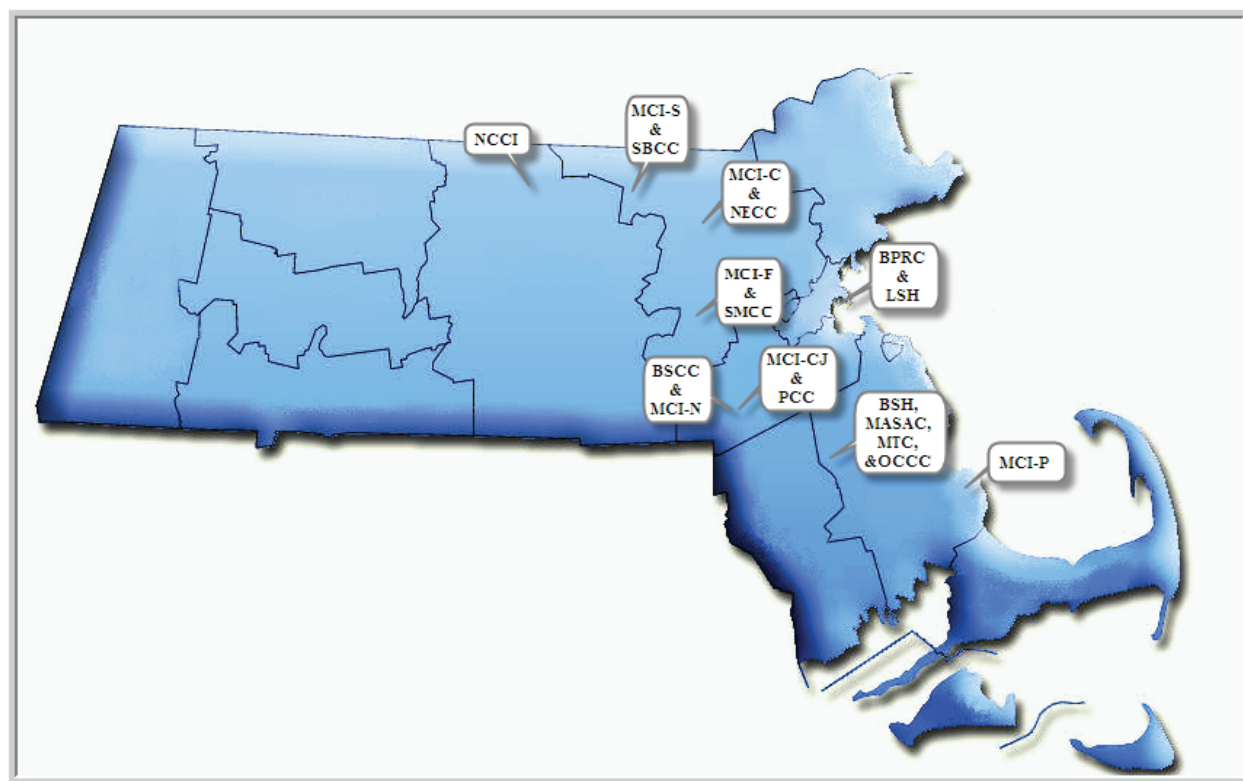 NCCI
MCI-S
&
SBCC
MCI-C
&
NECC
BPRC
&
LSH
MCI-F
&
SMCC
BSCC
&
MCI-N
MCI-CJ
&
PCC
BSH,
MASAC,
MTC,
&OCCC
MCI-P